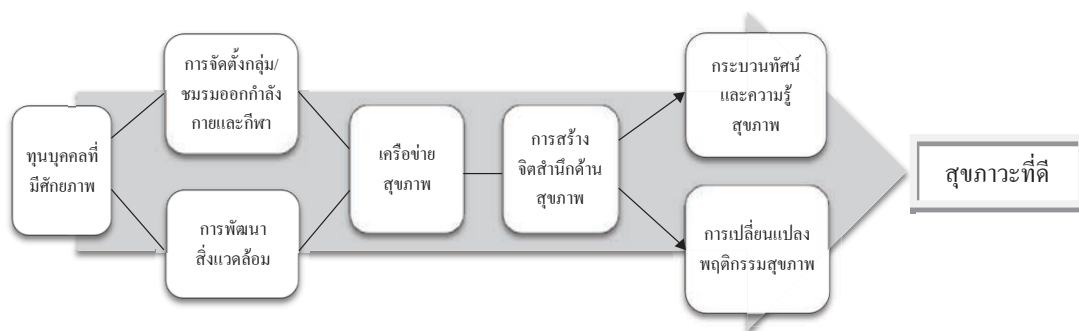 ทุนบุคคลที่
มีศักยภาพ
การจัดตั้งกลุ่ม/
ชมรมออกกำลัง
กายและกีฬา
การพัฒนา
สิ่งแวดล้อม
เครือข่าย
สุขภาพ
การสร้าง
จิตสำนึกด้าน
สุขภาพ
กระบวนทัศน์
และความรู้
สุขภาพ
การเปลี่ยนแปลง
พฤติกรรมสุขภาพ
สุขภาวะที่ดี